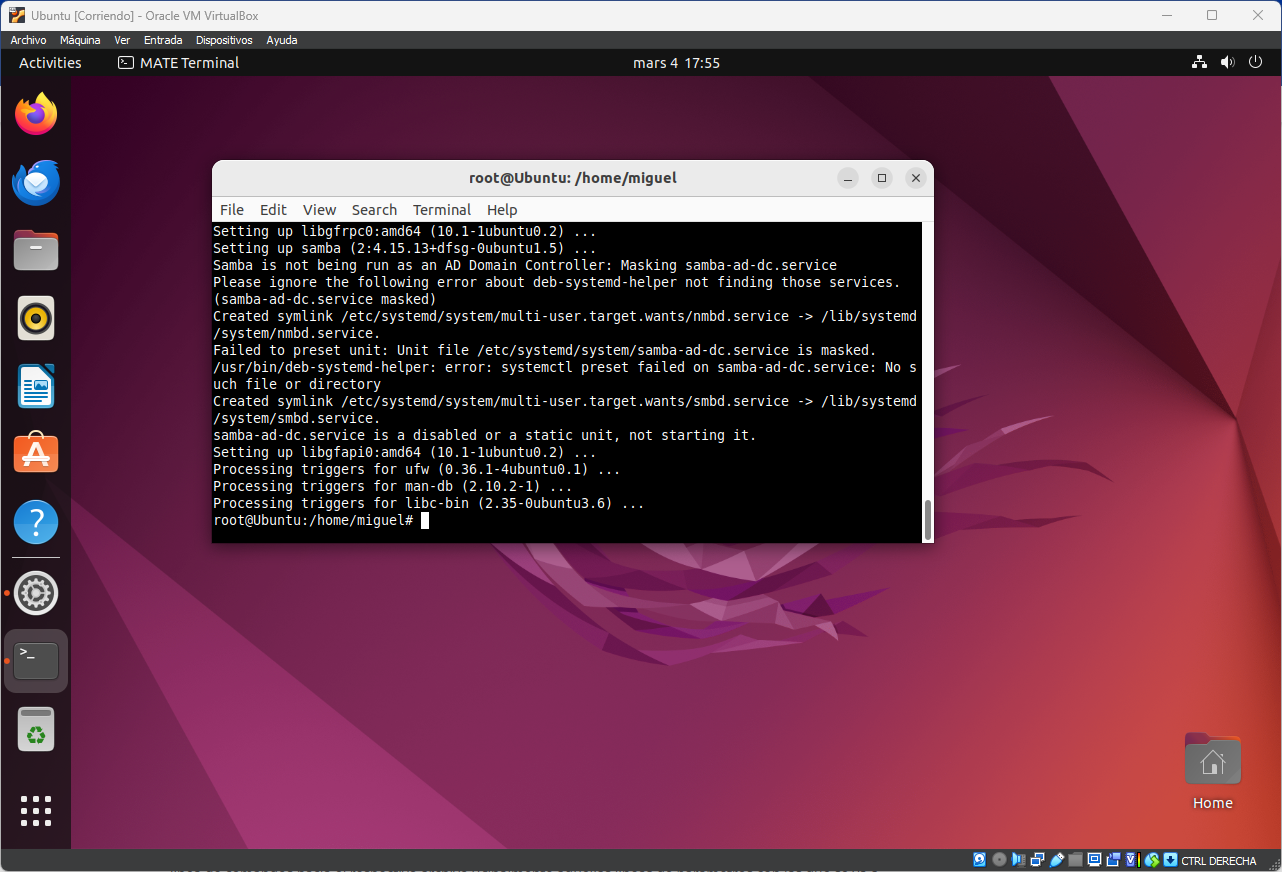 Ubuntu [Corriendo] - Oracle VM VirtualBox
Archivo Máquina Ver Entrada Dispositivos Ayuda
Activities MATE Terminal mars 4 17:55
root@Ubuntu: /home/miguel
File Edit View Search Terminal Help
Setting up libgfrpc0:amd64 (10.1-1ubuntu0.2) ...
Setting up samba (2:4.15.13+dfsg-0ubuntu1.5) ...
Samba is not being run as an AD Domain Controller: Masking samba-ad-dc.service
Please ignore the following error about deb-systemd-helper not finding those services.
(samba-ad-dc.service masked)
Created symlink /etc/systemd/system/multi-user.target.wants/nmbd.service -> /lib/systemd
/system/nmbd.service.
Failed to preset unit: Unit file /etc/systemd/system/samba-ad-dc.service is masked.
/usr/bin/deb-systemd-helper: error: systemctl preset failed on samba-ad-dc.service: No s
uch file or directory
Created symlink /etc/systemd/system/multi-user.target.wants/smbd.service -> /lib/systemd
/system/smbd.service.
samba-ad-dc.service is a disabled or a static unit, not starting it.
Setting up libgfapi0:amd64 (10.1-1ubuntu0.2) ...
Processing triggers for ufw (0.36.1-4ubuntu0.1) ...
Processing triggers for man-db (2.10.2-1) ...
Processing triggers for libc-bin (2.35-0ubuntu3.6) ...
root@Ubuntu:/home/miguel#
Home
CTRL DERECHA